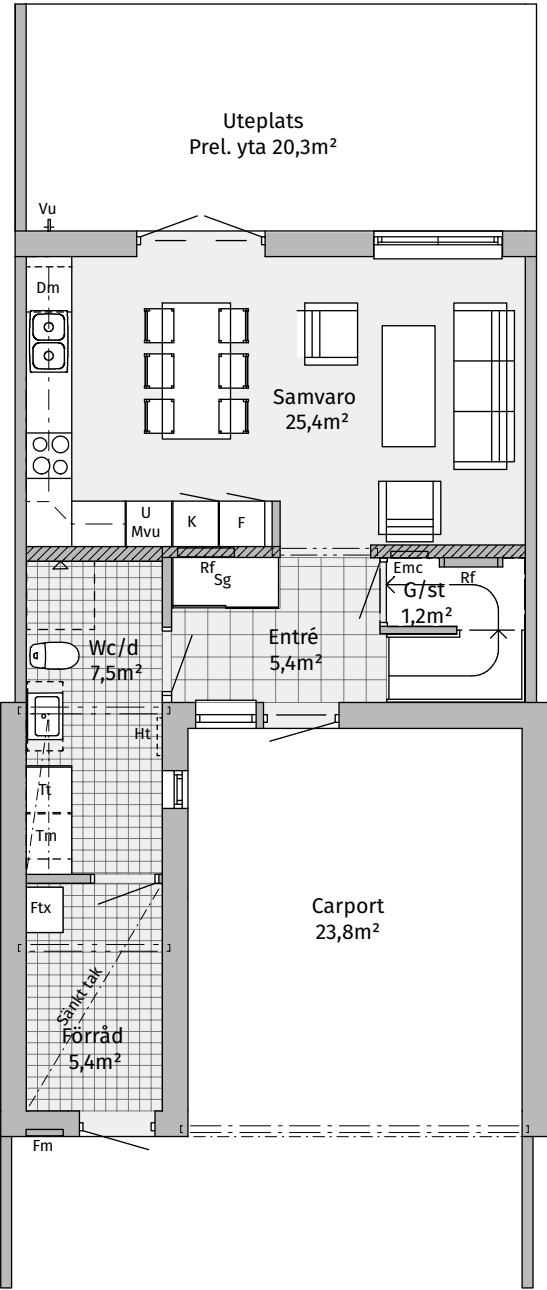 Uteplats
Prel. yta 20,3m²
Vu
Dm
Samvaro
25,4m²
U
Mvu
K
F
Rf
Sg
Emc
Rf
G/st
1,2m²
Wc/d
7,5m²
Entré
5,4m²
Ht
Tt
Tm
Ftx
Carport
23,8m²
Sänkt tak
Förråd
5,4m²
Fm